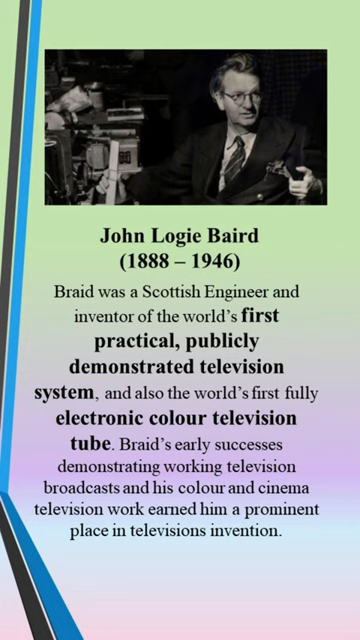 John Logie Baird
(1888 – 1946)
Braid was a Scottish Engineer and
inventor of the world's first
practical, publicly
demonstrated television
system, and also the world's first fully
electronic colour television
tube. Braid's early successes
demonstrating working television
broadcasts and his colour and cinema
television work earned him a prominent
place in televisions invention.